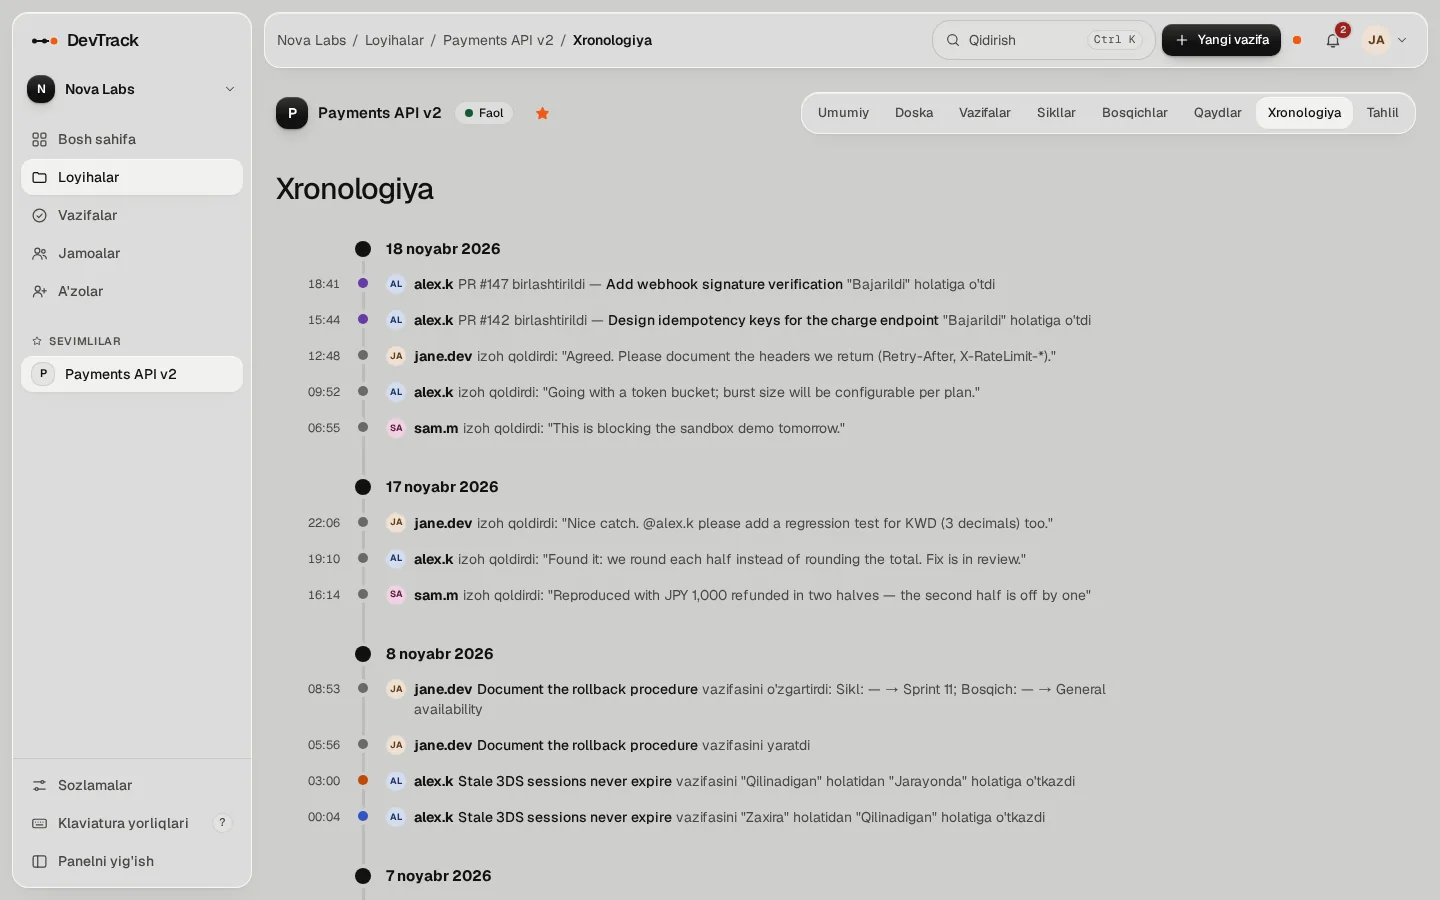 DevTrack
N Nova Labs
Bosh sahifa
Loyihalar
Vazifalar
Jamoalar
A'zolar
SEVIMLILAR
P Payments API v2
Sozlamalar
Klaviatura yorliqlari ?
Panelni yig'ish
Nova Labs / Loyihalar / Payments API v2 / Xronologiya
Qidirish Ctrl K
Yangi vazifa
2
JA
P Payments API v2 Faol
Umumiy Doska Vazifalar Sikllar Bosqichlar Qaydlar Xronologiya Tahlil
Xronologiya
18 noyabr 2026
18:41 AL alex.k PR #147 birlashtirildi — Add webhook signature verification "Bajarildi" holatiga o'tdi
15:44 AL alex.k PR #142 birlashtirildi — Design idempotency keys for the charge endpoint "Bajarildi" holatiga o'tdi
12:48 JA jane.dev izoh qoldirdi: "Agreed. Please document the headers we return (Retry-After, X-RateLimit-*)."
09:52 AL alex.k izoh qoldirdi: "Going with a token bucket; burst size will be configurable per plan."
06:55 SA sam.m izoh qoldirdi: "This is blocking the sandbox demo tomorrow."
17 noyabr 2026
22:06 JA jane.dev izoh qoldirdi: "Nice catch. @alex.k please add a regression test for KWD (3 decimals) too."
19:10 AL alex.k izoh qoldirdi: "Found it: we round each half instead of rounding the total. Fix is in review."
16:14 SA sam.m izoh qoldirdi: "Reproduced with JPY 1,000 refunded in two halves — the second half is off by one"
8 noyabr 2026
08:53 JA jane.dev Document the rollback procedure vazifasini o'zgartirdi: Sikl: — → Sprint 11; Bosqich: — → General
availability
05:56 JA jane.dev Document the rollback procedure vazifasini yaratdi
03:00 AL alex.k Stale 3DS sessions never expire vazifasini "Qilinadigan" holatidan "Jarayonda" holatiga o'tkazdi
00:04 AL alex.k Stale 3DS sessions never expire vazifasini "Zaxira" holatidan "Qilinadigan" holatiga o'tkazdi
7 noyabr 2026